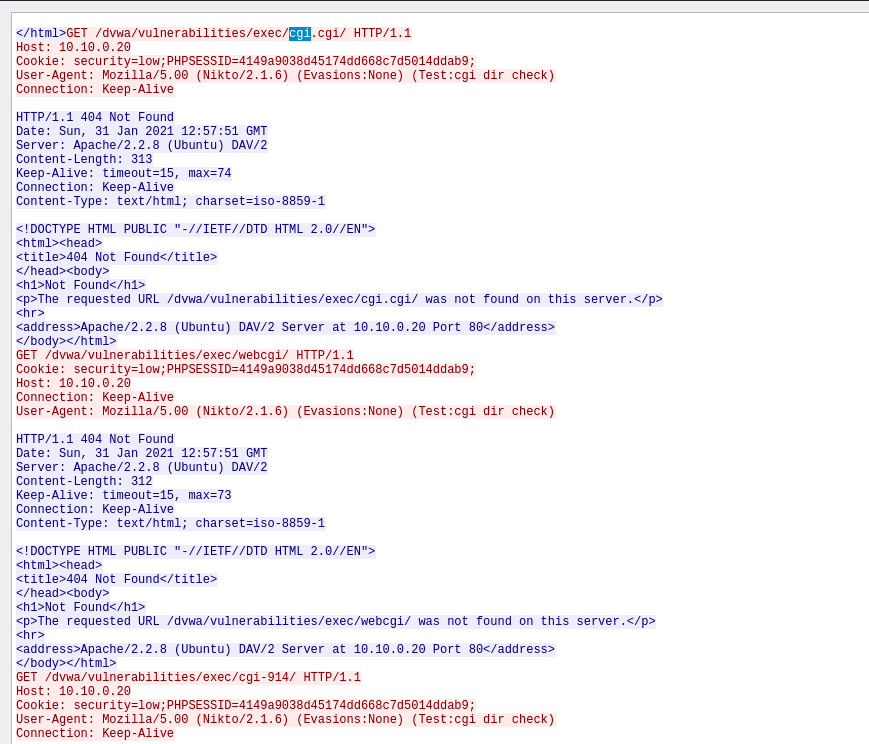 </html>GET /dvwa/vulnerabilities/exec/cgi.cgi/ HTTP/1.1
Host: 10.10.0.20
Cookie: security=low;PHPSESSID=4149a9038d45174dd668c7d5014ddab9;
User-Agent: Mozilla/5.00 (Nikto/2.1.6) (Evasions:None) (Test:cgi dir check)
Connection: Keep-Alive

HTTP/1.1 404 Not Found
Date: Sun, 31 Jan 2021 12:57:51 GMT
Server: Apache/2.2.8 (Ubuntu) DAV/2
Content-Length: 313
Keep-Alive: timeout=15, max=74
Connection: Keep-Alive
Content-Type: text/html; charset=iso-8859-1

<!DOCTYPE HTML PUBLIC "-//IETF//DTD HTML 2.0//EN">
<html><head>
<title>404 Not Found</title>
</head><body>
<h1>Not Found</h1>
<p>The requested URL /dvwa/vulnerabilities/exec/cgi.cgi/ was not found on this server.</p>
<hr>
<address>Apache/2.2.8 (Ubuntu) DAV/2 Server at 10.10.0.20 Port 80</address>
</body></html>
GET /dvwa/vulnerabilities/exec/webcgi/ HTTP/1.1
Cookie: security=low;PHPSESSID=4149a9038d45174dd668c7d5014ddab9;
Host: 10.10.0.20
Connection: Keep-Alive
User-Agent: Mozilla/5.00 (Nikto/2.1.6) (Evasions:None) (Test:cgi dir check)

HTTP/1.1 404 Not Found
Date: Sun, 31 Jan 2021 12:57:51 GMT
Server: Apache/2.2.8 (Ubuntu) DAV/2
Content-Length: 312
Keep-Alive: timeout=15, max=73
Connection: Keep-Alive
Content-Type: text/html; charset=iso-8859-1

<!DOCTYPE HTML PUBLIC "-//IETF//DTD HTML 2.0//EN">
<html><head>
<title>404 Not Found</title>
</head><body>
<h1>Not Found</h1>
<p>The requested URL /dvwa/vulnerabilities/exec/webcgi/ was not found on this server.</p>
<hr>
<address>Apache/2.2.8 (Ubuntu) DAV/2 Server at 10.10.0.20 Port 80</address>
</body></html>
GET /dvwa/vulnerabilities/exec/cgi-914/ HTTP/1.1
Host: 10.10.0.20
Cookie: security=low;PHPSESSID=4149a9038d45174dd668c7d5014ddab9;
User-Agent: Mozilla/5.00 (Nikto/2.1.6) (Evasions:None) (Test:cgi dir check)
Connection: Keep-Alive